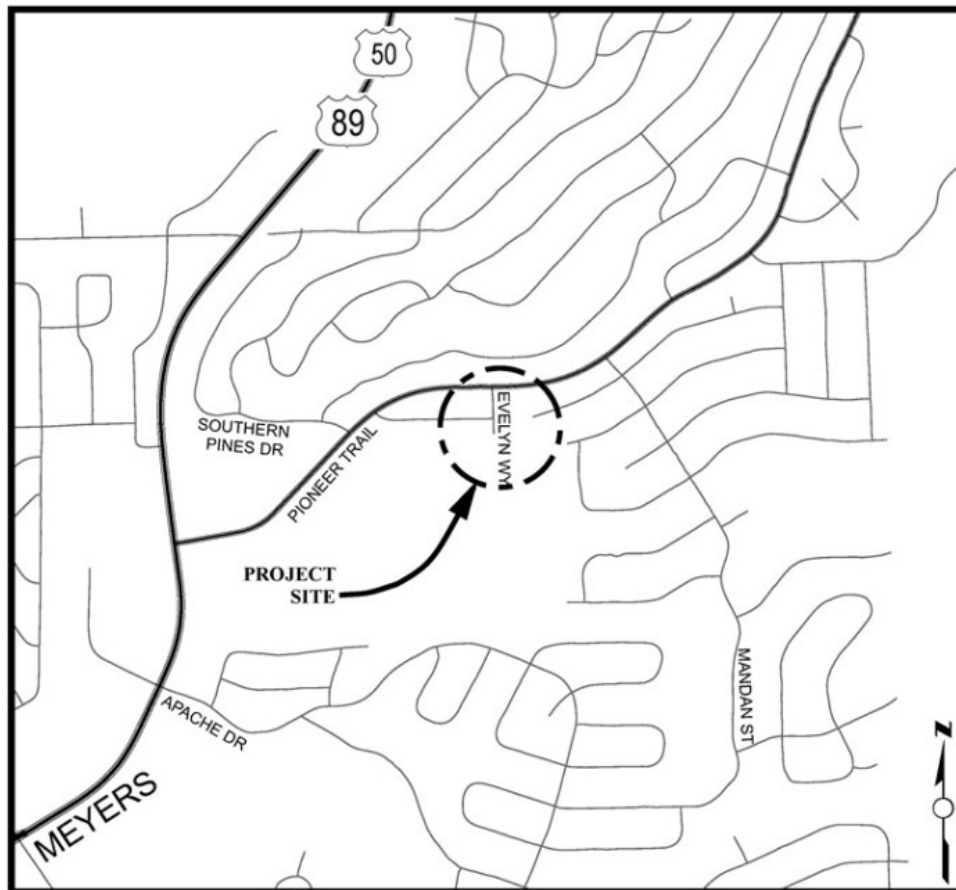 50
89
SOUTHERN
PINES DR
PIONEER TRAIL
EVELYN WY
PROJECT
SITE
APACHE DR
MANDAN ST
MEYERS
Z